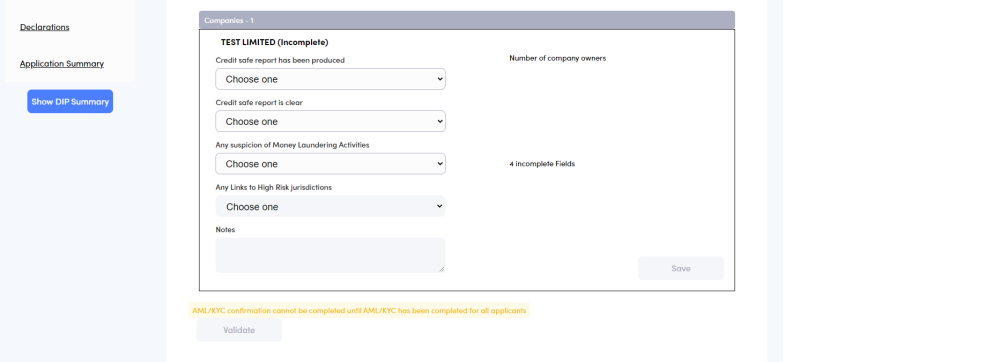 Declarations
Application Summary
Show DIP Summary
Companies - 1
TEST LIMITED (Incomplete)
Credit safe report has been produced
Number of company owners
Choose one
Credit safe report is clear
Choose one
Any suspicion of Money Laundering Activities
Choose one
4 incomplete Fields
Any Links to High Risk jurisdictions
Choose one
Notes
Save
AML/KYC confirmation cannot be completed until AML/KYC has been completed for all applicants
Validate